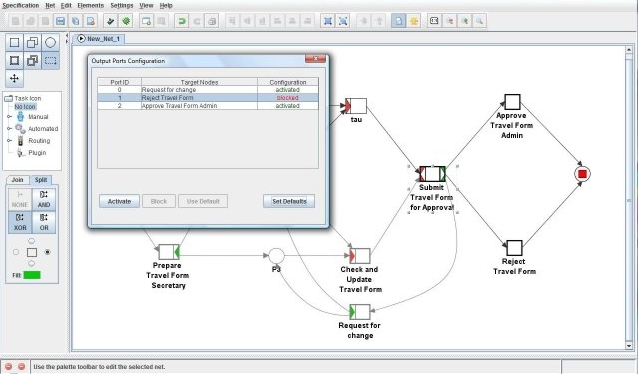 Specification Net Edit Elements Settings View Help
New_Net_1
Output Ports Configuration
Port ID Target Nodes Configuration
0 Request for change activated
1 Reject Travel Form blocked
2 Approve Travel Form Admin activated
Activate Block Use Default Set Defaults
Task Icon
No Icon
Manual
Automated
Routing
Plugin
Join Split
NONE AND
XOR OR
Fill:
tau
Approve
Travel Form
Admin
Submit
Travel Form
for Approval
Reject
Travel Form
Prepare
Travel Form
Secretary
P3
Check and
Update
Travel Form
Request for
change
Use the palette toolbar to edit the selected net.